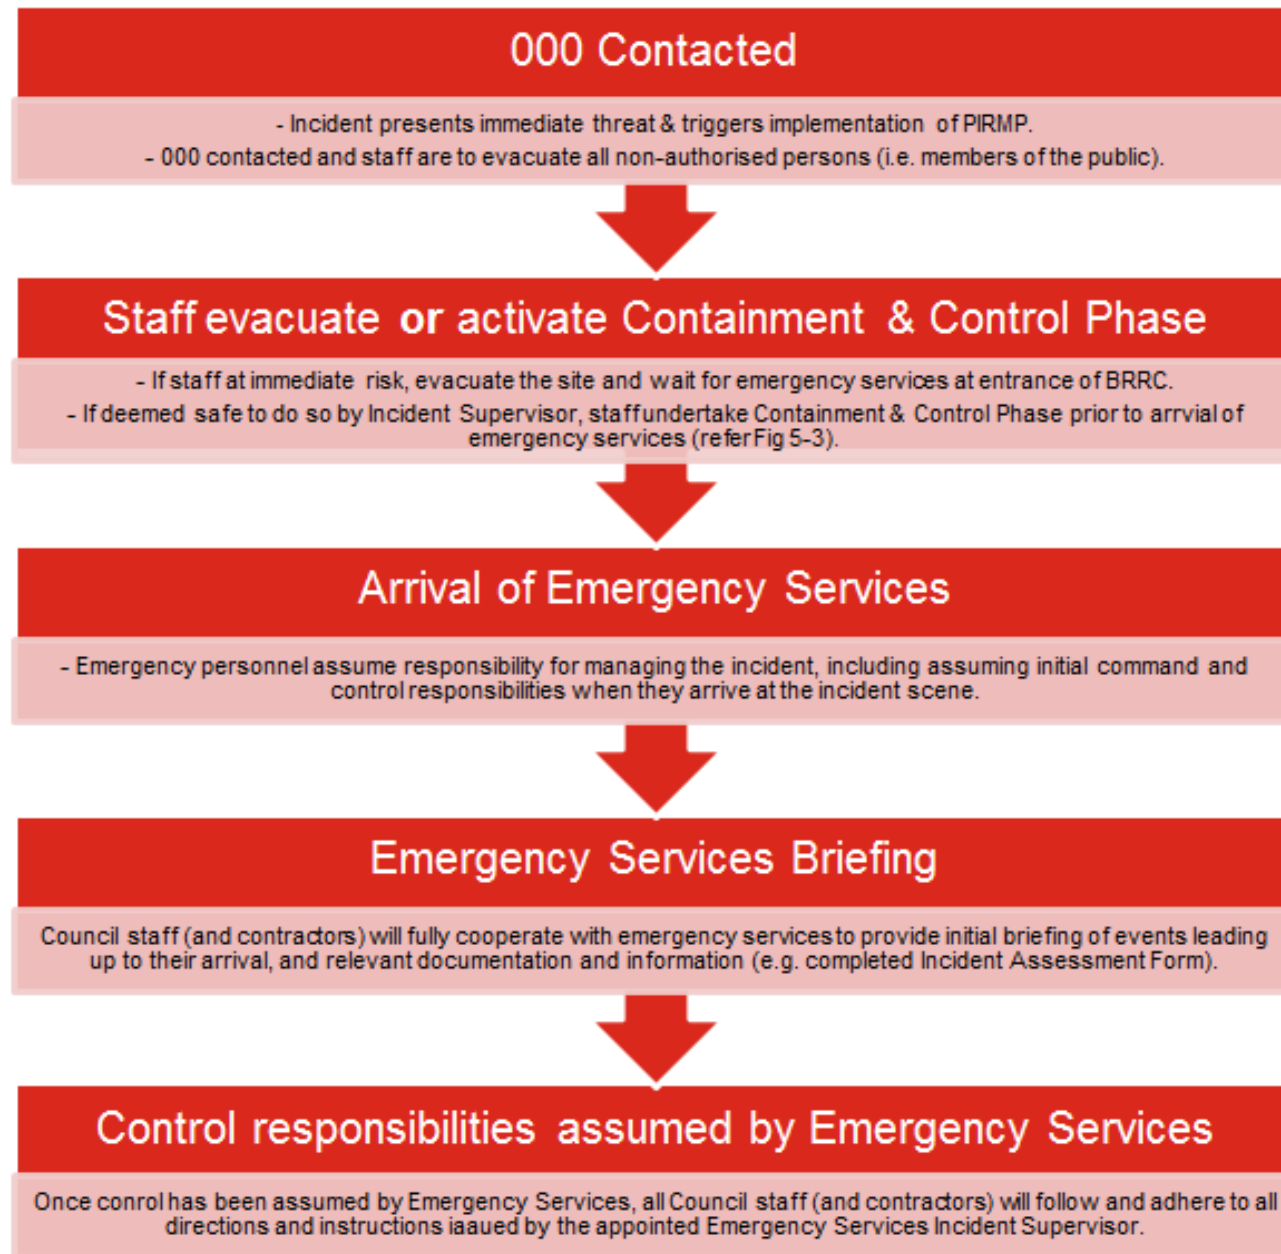 000 Contacted
- Incident presents immediate threat & triggers implementation of PIRMP.
- 000 contacted and staff are to evacuate all non-authorised persons (i.e. members of the public).
Staff evacuate or activate Containment & Control Phase
- If staff at immediate risk, evacuate the site and wait for emergency services at entrance of BRRC.
- If deemed safe to do so by Incident Supervisor, staff undertake Containment & Control Phase prior to arrvial of
emergency services (refer Fig 5-3).
Arrival of Emergency Services
- Emergency personnel assume responsibility for managing the incident, including assuming initial command and
control responsibilities when they arrive at the incident scene.
Emergency Services Briefing
Council staff (and contractors) will fully cooperate with emergency services to provide initial briefing of events leading
up to their arrival, and relevant documentation and information (e.g. completed Incident Assessment Form).
Control responsibilities assumed by Emergency Services
Once conrol has been assumed by Emergency Services, all Council staff (and contractors) will follow and adhere to all
directions and instructions iaaued by the appointed Emergency Services Incident Supervisor.